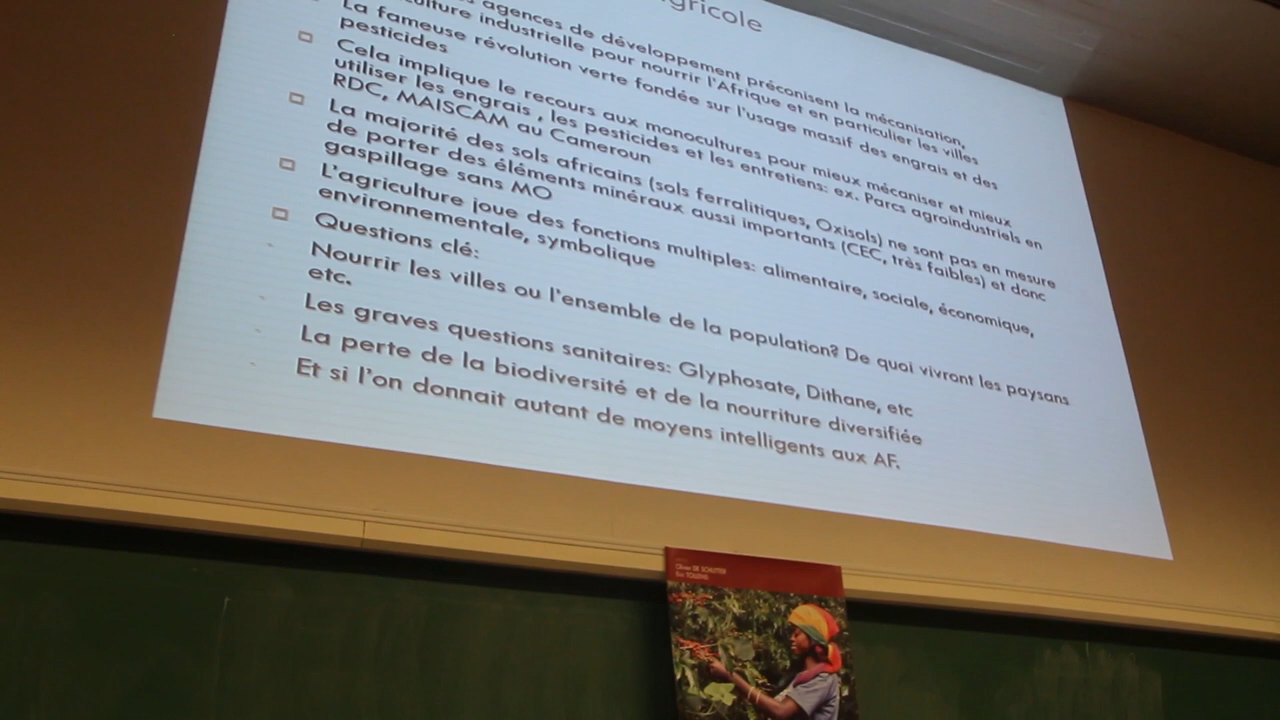 agricole
agences de développement préconisent la mécanisation,
culture industrielle pour nourrir l'Afrique et en particulier les villes
La fameuse révolution verte fondée sur l'usage massif des engrais et des
pesticides
Cela implique le recours aux monocultures pour mieux mécaniser et mieux
utiliser les engrais , les pesticides et les entretiens: ex. Parcs agroindustriels en
RDC, MAISCAM au Cameroun
La majorité des sols africains (sols ferralitiques, Oxisols) ne sont pas en mesure
de porter des éléments minéraux aussi importants (CEC, très faibles) et donc
gaspillage sans MO
L'agriculture joue des fonctions multiples: alimentaire, sociale, économique,
environnementale, symbolique
Questions clé:
Nourrir les villes ou l'ensemble de la population? De quoi vivront les paysans
etc.
Les graves questions sanitaires: Glyphosate, Dithane, etc
La perte de la biodiversité et de la nourriture diversifiée
Et si l'on donnait autant de moyens intelligents aux AF.
Olivier DE SCHUTTER
Eric TOLLENS